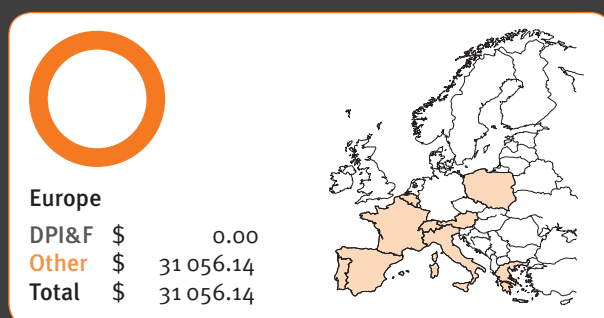 Europe
DPI&F $ 0.00
Other $ 31 056.14
Total $ 31 056.14